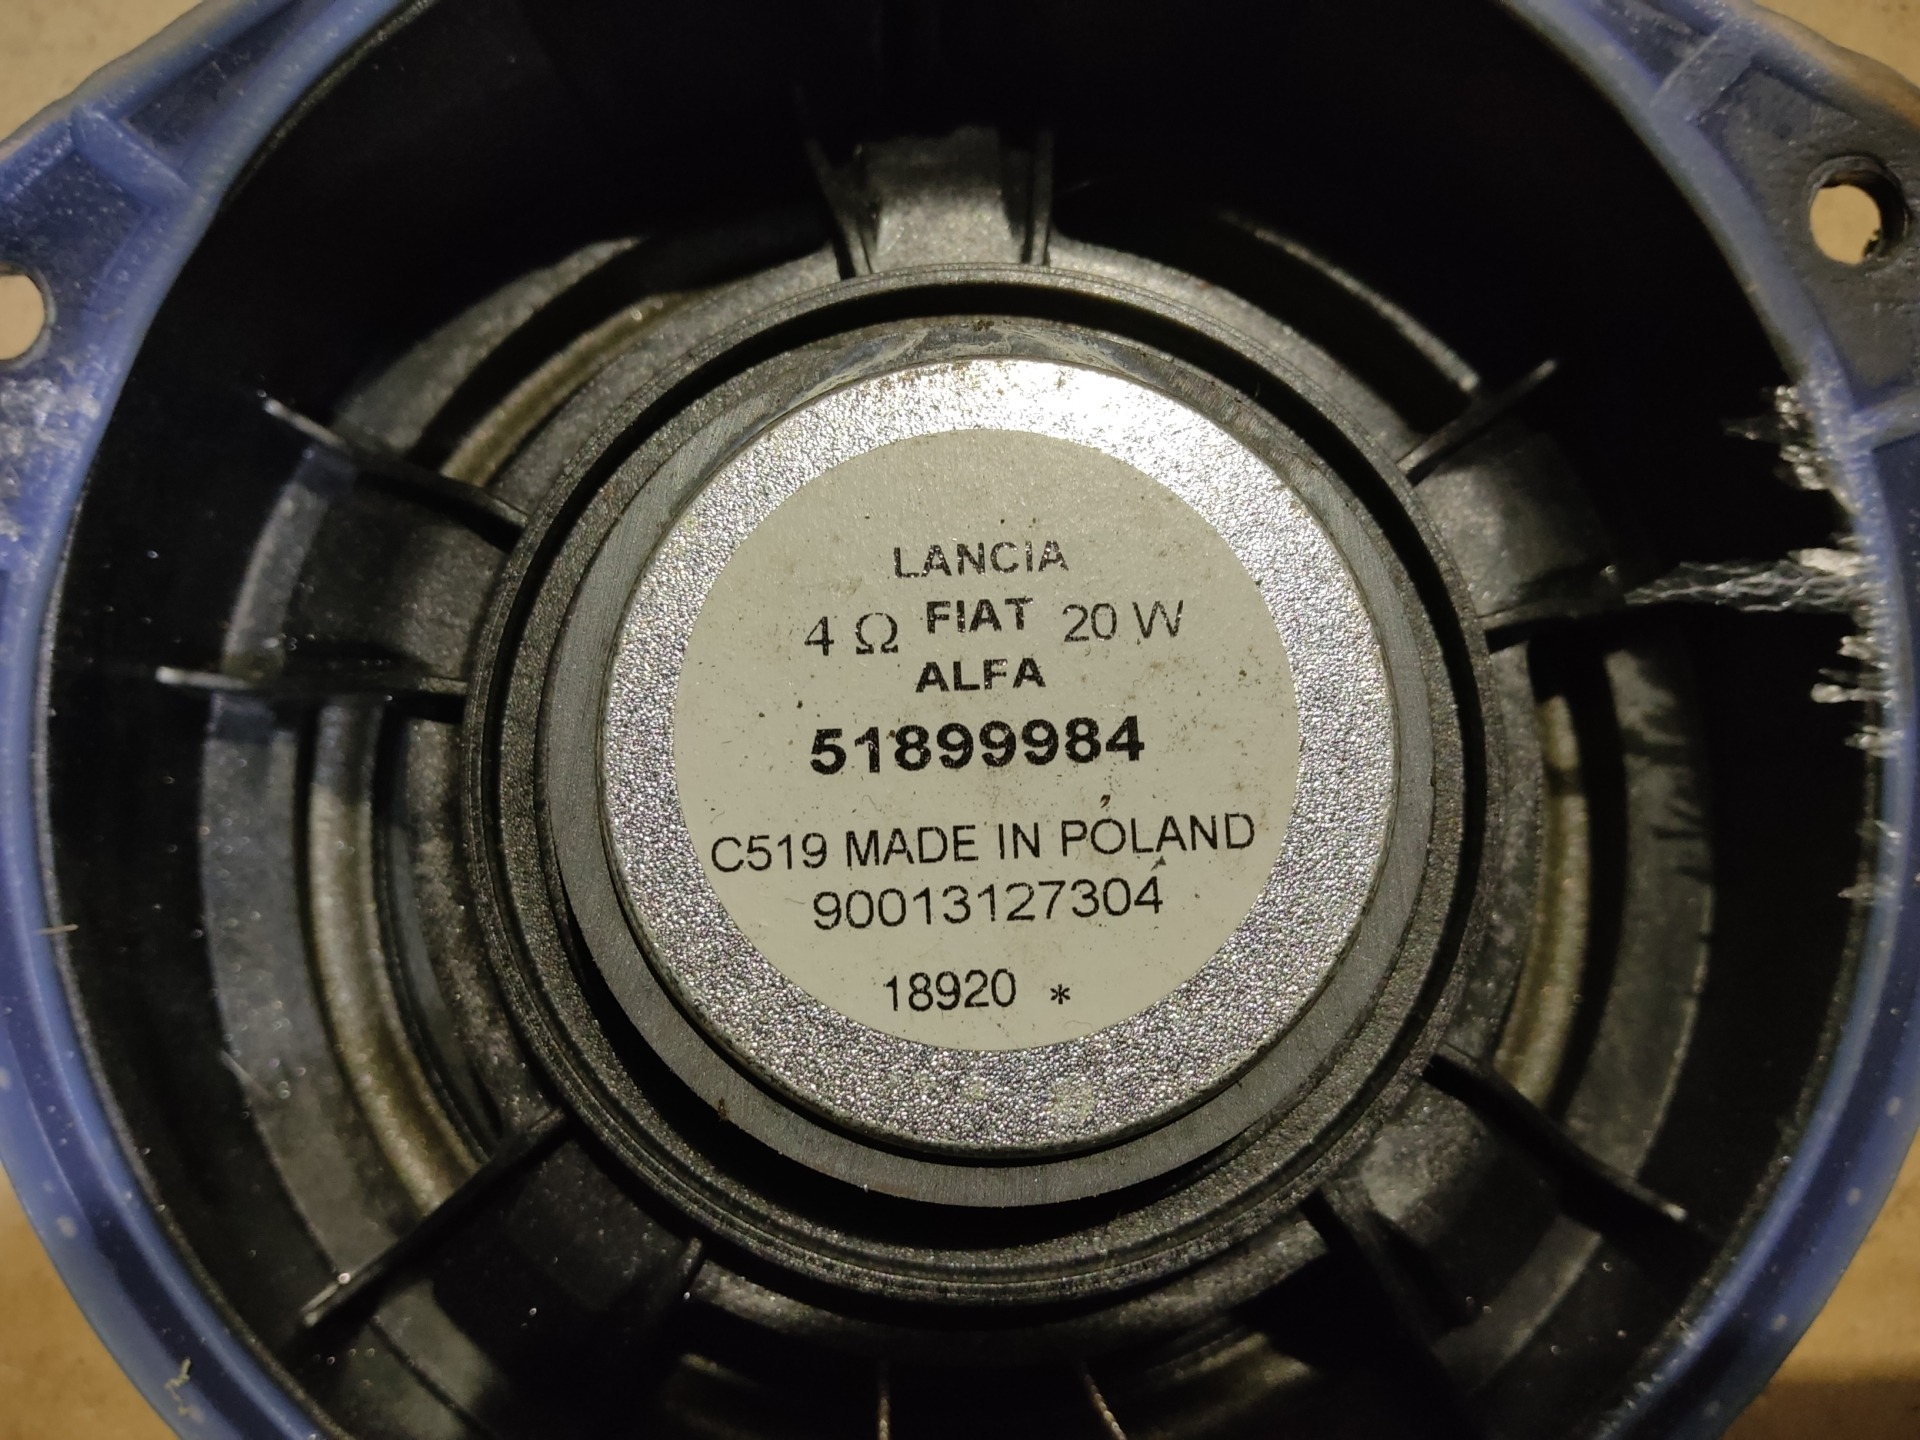 LANCIA
4 Ω FIAT 20 W
ALFA
51899984
C519 MADE IN POLAND
90013127304
18920 *